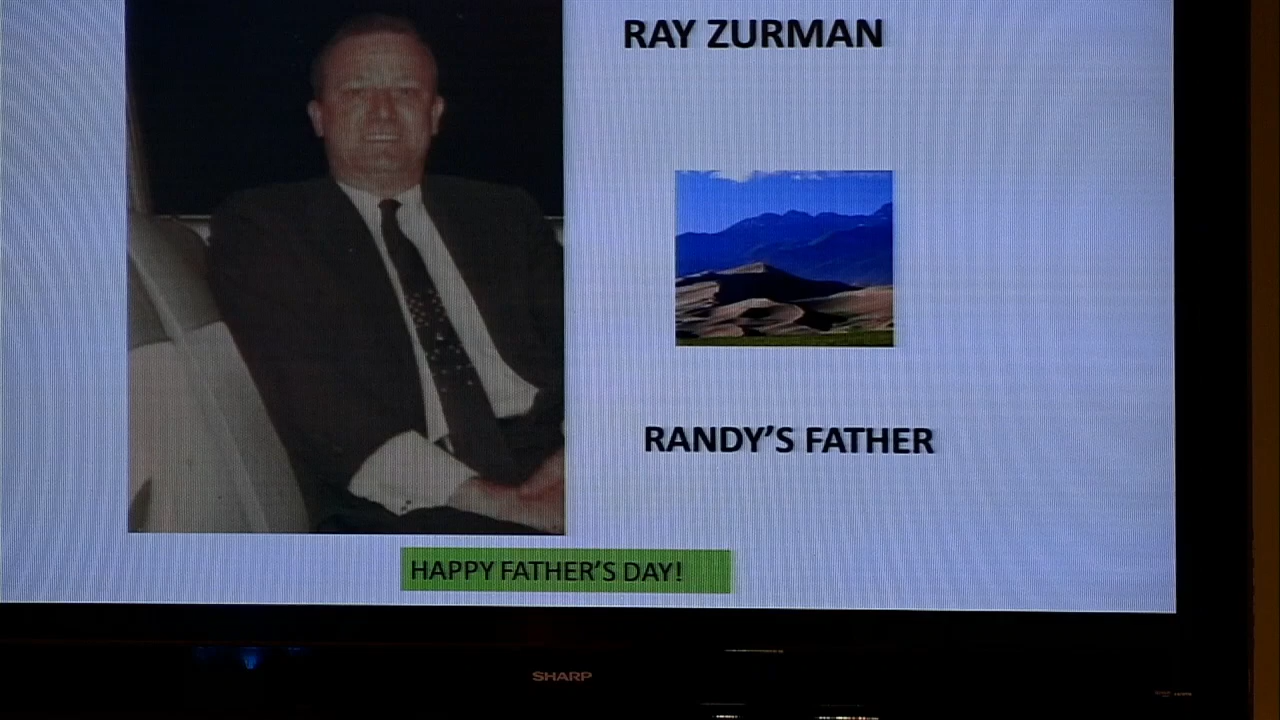 RAY ZURMAN
RANDY'S FATHER
HAPPY FATHER'S DAY!
SHARP